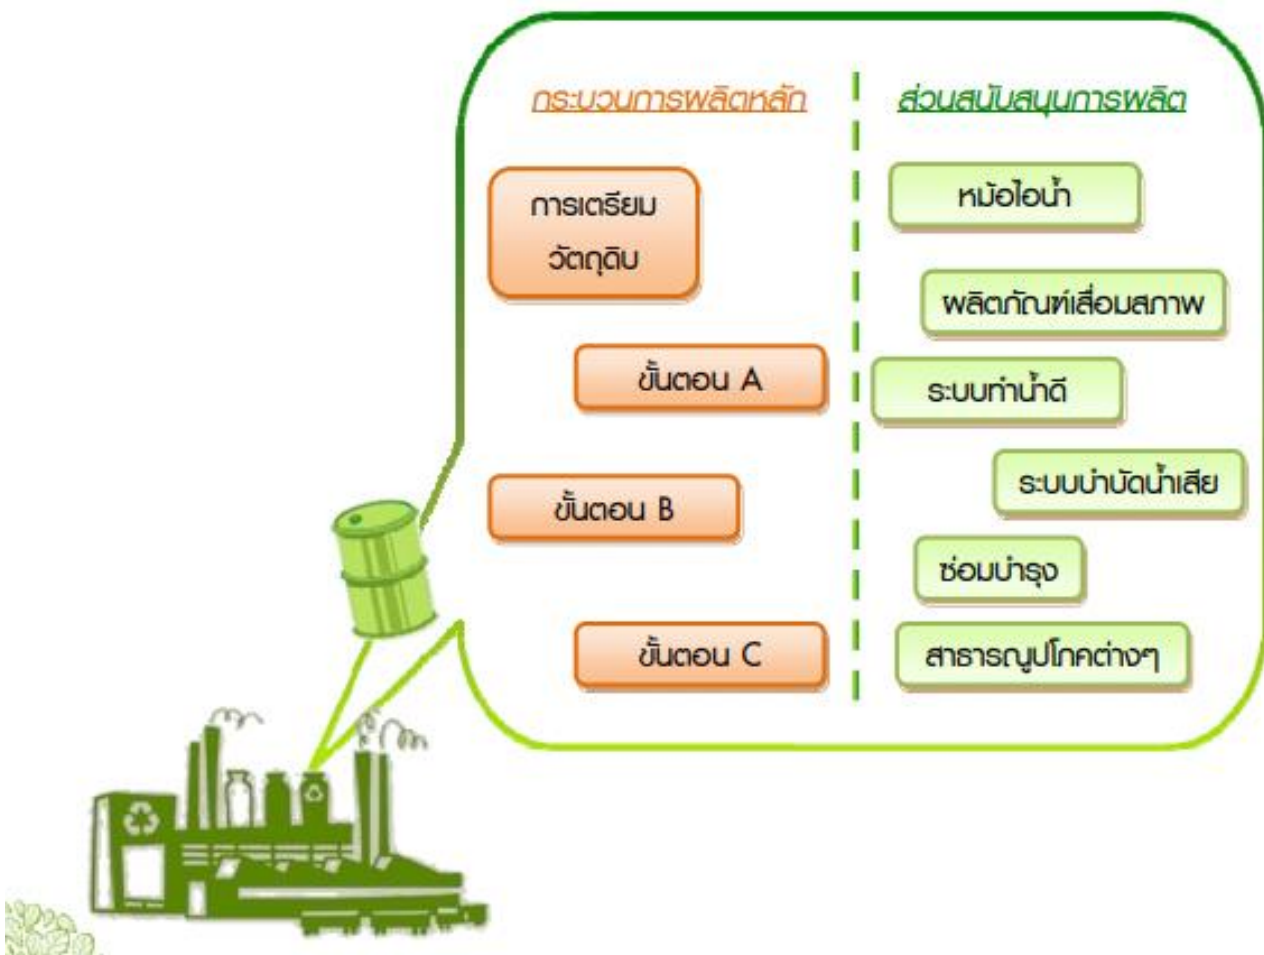 กระบวนการผลิตหลัก
การเตรียม
วัตถุดิบ
ขั้นตอน A
ขั้นตอน B
ขั้นตอน C
ส่วนสนับสนุนการผลิต
หม้อไอน้ำ
ผลิตภัณฑ์เสื่อมสภาพ
ระบบทำน้ำดี
ระบบบำบัดน้ำเสีย
ซ่อมบำรุง
สาธารณูปโภคต่างๆ